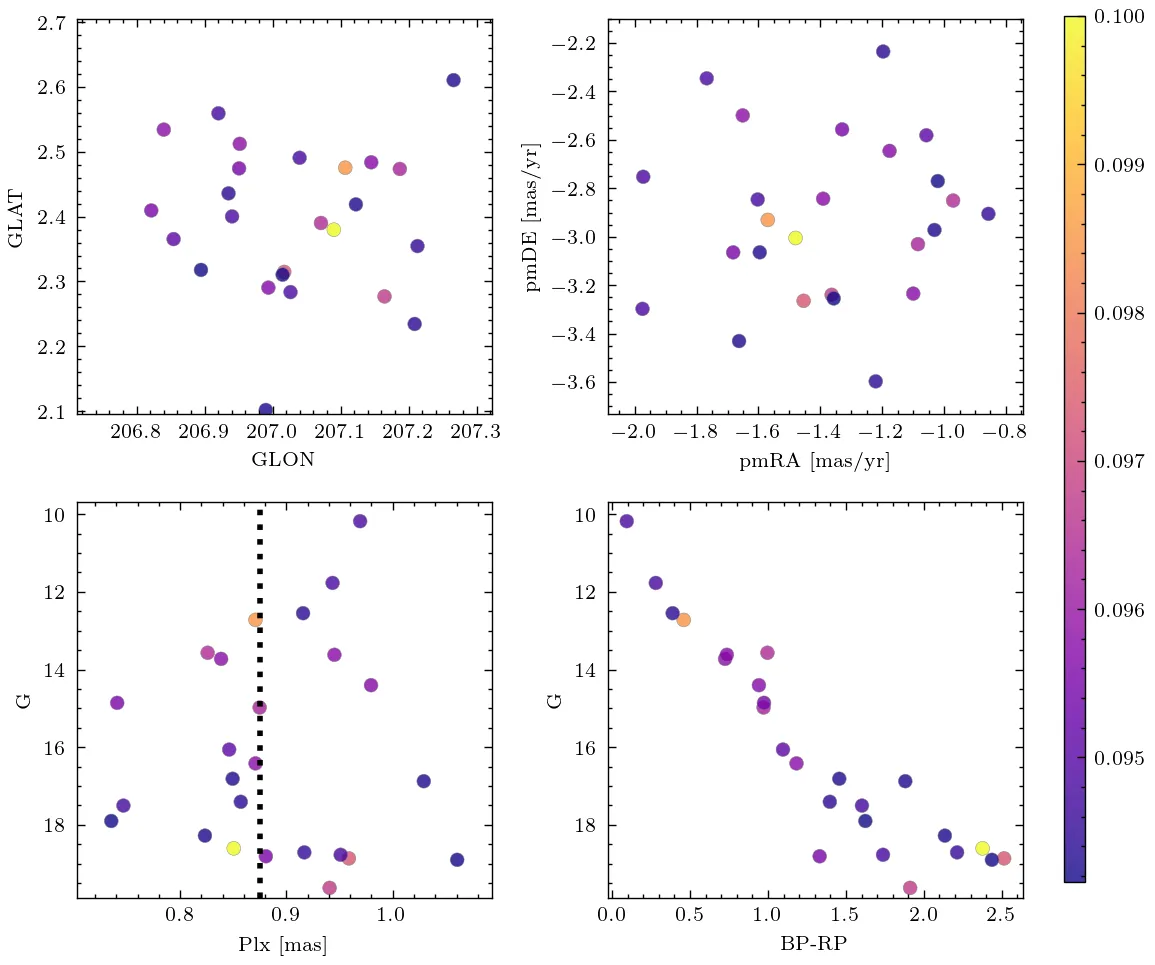 2.7
2.6
2.5
2.4
2.3
2.2
2.1
GLAT
206.8 206.9 207.0 207.1 207.2 207.3
GLON
−2.2
−2.4
−2.6
−2.8
−3.0
−3.2
−3.4
−3.6
pmDE [mas/yr]
−2.0 −1.8 −1.6 −1.4 −1.2 −1.0 −0.8
pmRA [mas/yr]
10
12
14
16
18
G
0.8 0.9 1.0
Plx [mas]
10
12
14
16
18
G
0.0 0.5 1.0 1.5 2.0 2.5
BP-RP
0.100
0.099
0.098
0.097
0.096
0.095